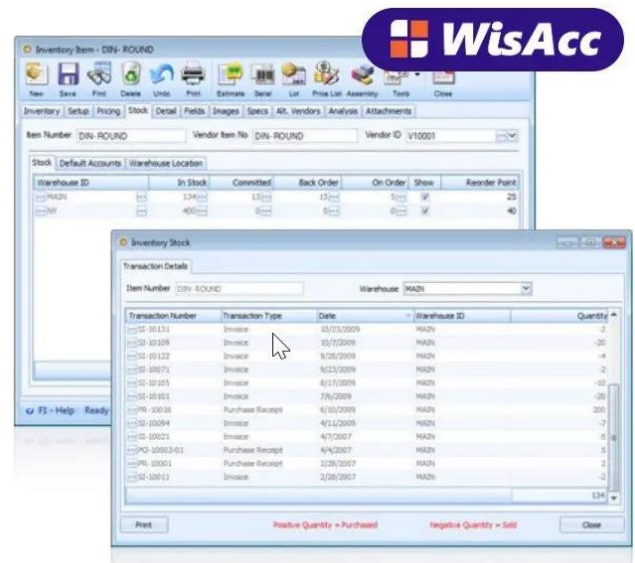 WisAcc
Inventory Item - DIN- ROUND
New Save Find Delete Undo Print Estimate Serial Lot Price List Assembly Tools Close
Inventory Setup Pricing Stock Detail Fields Images Specs Alt. Vendors Analysis Attachments
Item Number DIN- ROUND Vendor Item No DIN- ROUND Vendor ID V10001
Stock Default Accounts Warehouse Location
Warehouse ID In Stock Committed Back Order On Order Show Reorder Point
MAIN 134 13 15 5 25
NY 400 0 0 0 40
Inventory Stock
Transaction Details
Item Number DIN- ROUND Warehouse MAIN
Transaction Number Transaction Type Date Warehouse ID Quantity
SI-10131 Invoice 10/23/2009 MAIN -2
SI-10109 Invoice 10/7/2009 MAIN -20
SI-10122 Invoice 9/28/2009 MAIN -4
SI-10071 Invoice 9/23/2009 MAIN -2
SI-10105 Invoice 8/17/2009 MAIN -10
SI-10101 Invoice 7/6/2009 MAIN -20
PR-10016 Purchase Receipt 6/10/2009 MAIN 200
SI-10094 Invoice 4/11/2009 MAIN -7
SI-10021 Invoice 4/7/2007 MAIN -5
PO-10003-01 Purchase Receipt 4/4/2007 MAIN 5
PR-10001 Purchase Receipt 2/28/2007 MAIN 2
SI-10011 Invoice 2/28/2007 MAIN -2
134
F1 - Help Ready
Print Positive Quantity = Purchased Negative Quantity = Sold Close